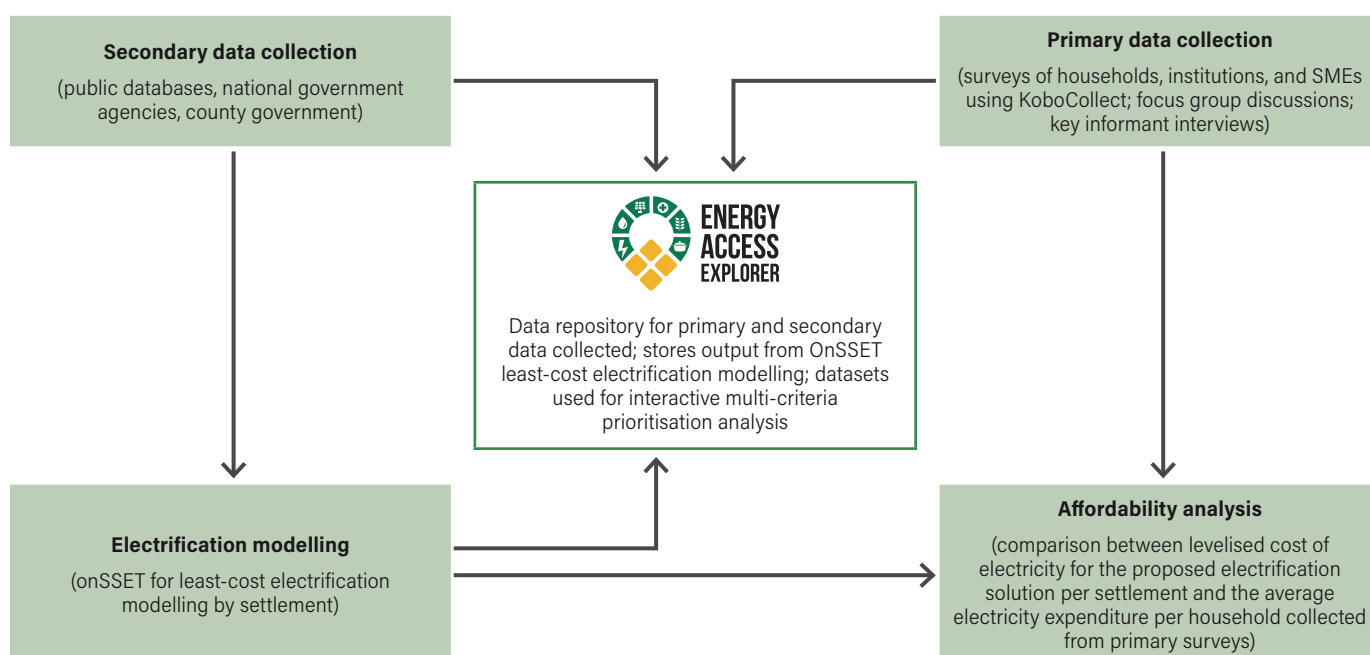 Secondary data collection
(public databases, national government
agencies, county government)
Primary data collection
(surveys of households, institutions, and SMEs
using KoboCollect; focus group discussions;
key informant interviews)
ENERGY
ACCESS
EXPLORER
Data repository for primary and secondary
data collected; stores output from OnSSET
least-cost electrification modelling; datasets
used for interactive multi-criteria
prioritisation analysis
Electrification modelling
(onSSET for least-cost electrification
modelling by settlement)
Affordability analysis
(comparison between levelised cost of
electricity for the proposed electrification
solution per settlement and the average
electricity expenditure per household collected
from primary surveys)